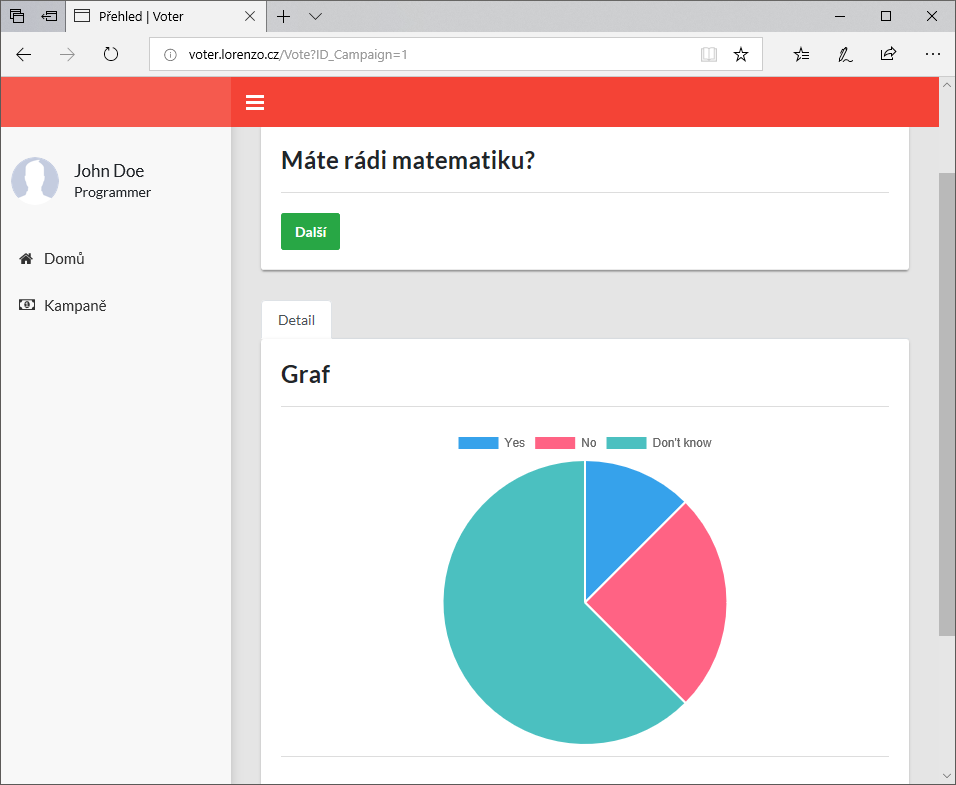 Přehled | Voter
voter.lorenzo.cz/Vote?ID_Campaign=1
John Doe
Programmer
Domů
Kampaně
Máte rádi matematiku?
Další
Detail
Graf
Yes No Don't know